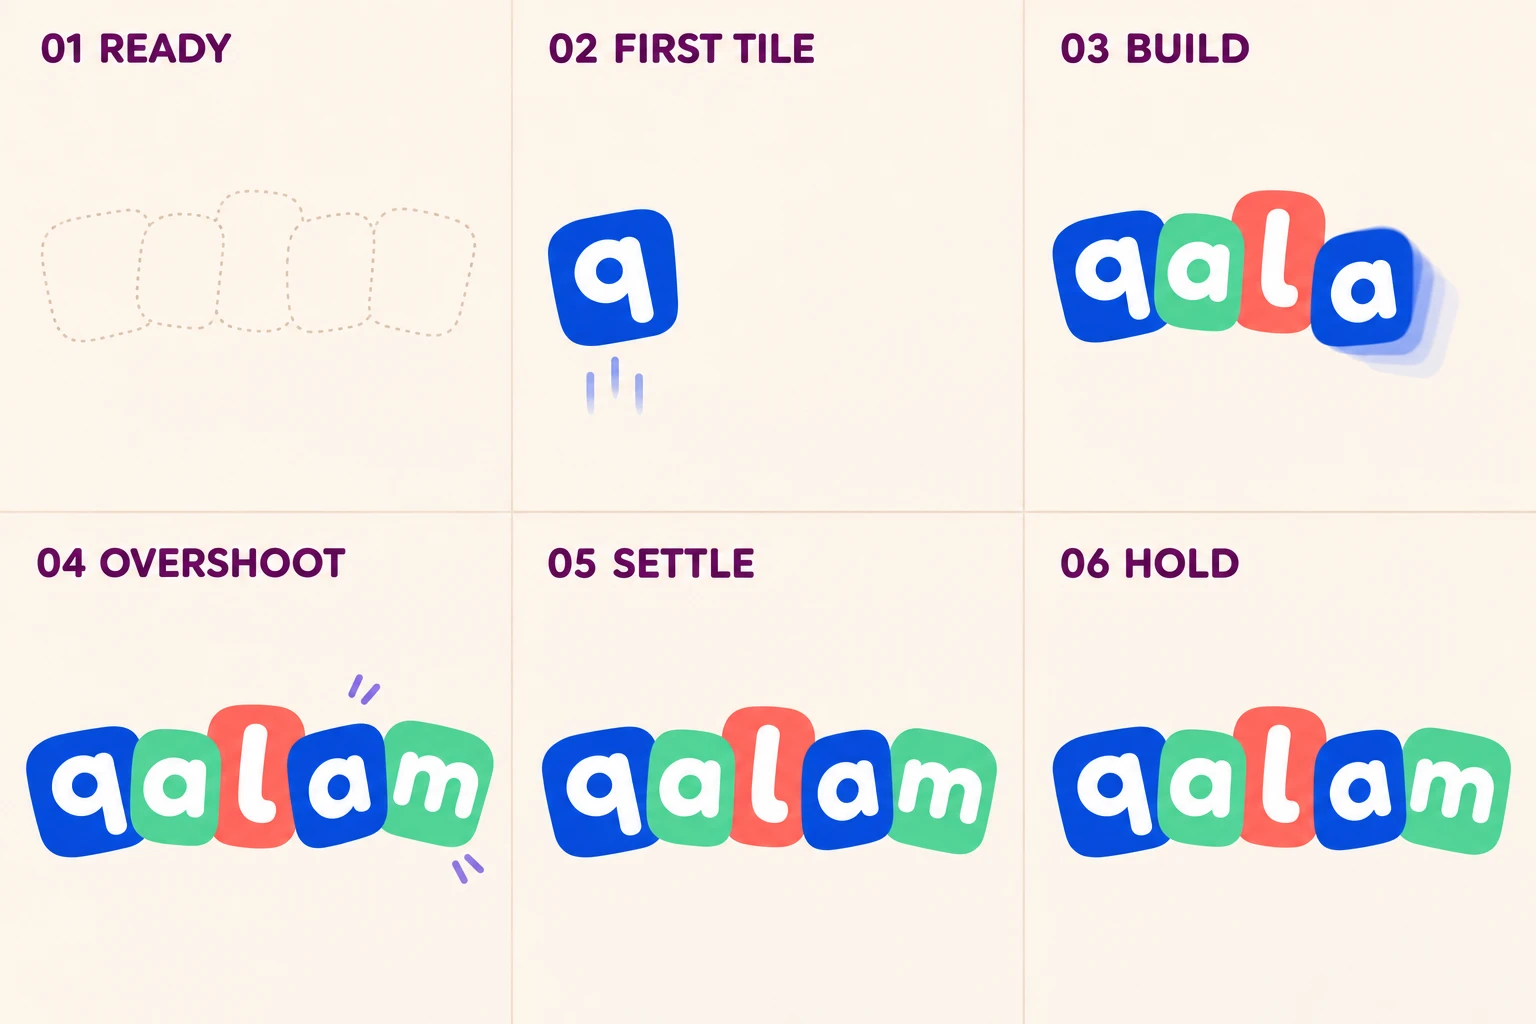 01 READY
02 FIRST TILE
q
03 BUILD
qala
04 OVERSHOOT
qalam
05 SETTLE
qalam
06 HOLD
qalam